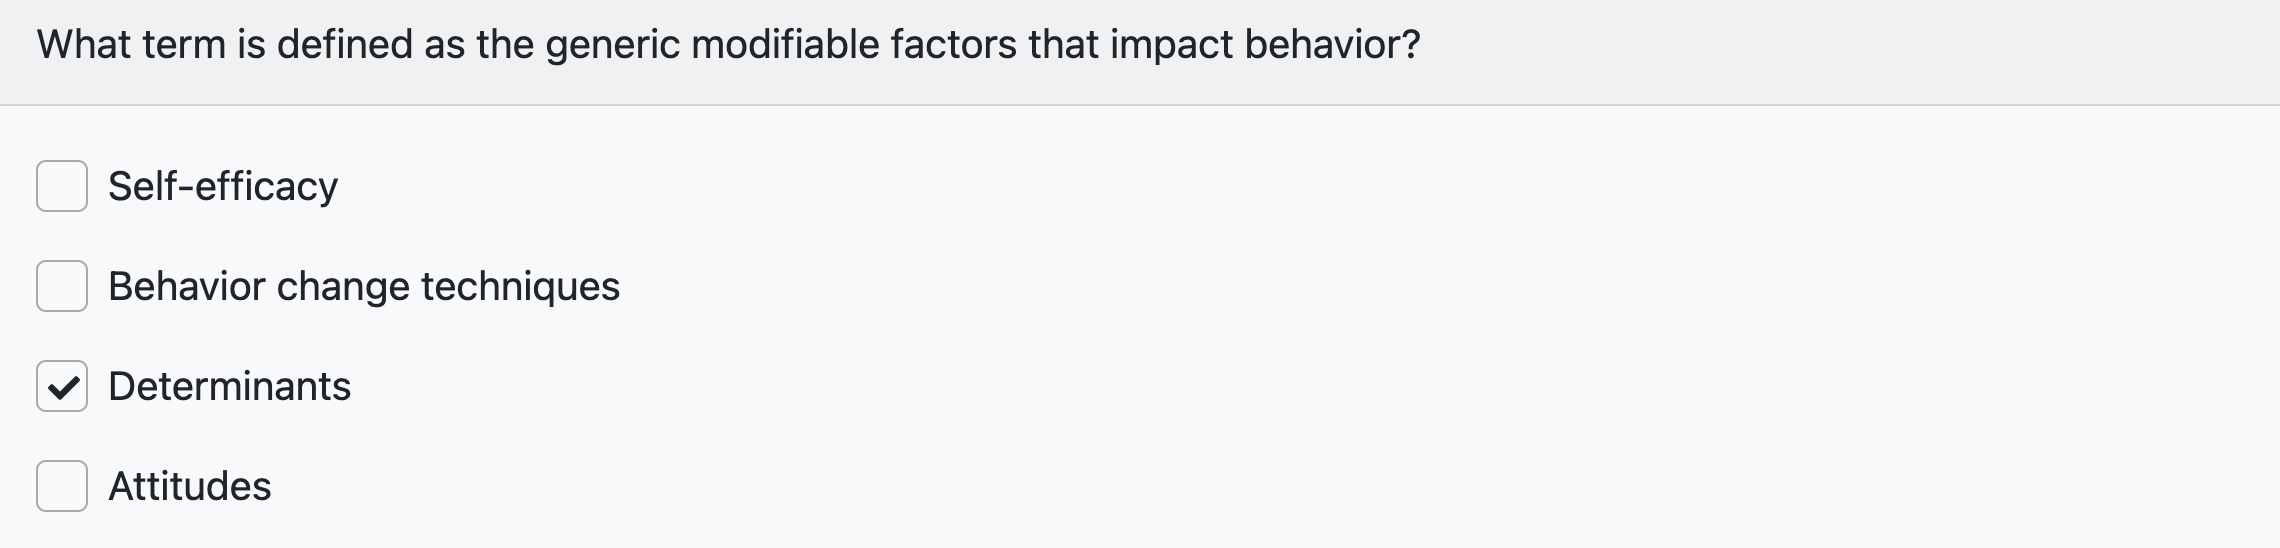 What term is defined as the generic modifiable factors that impact behavior?
Self-efficacy
Behavior change techniques
Determinants
Attitudes